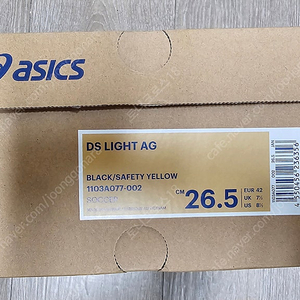 asics
DS LIGHT AG
BLACK/SAFETY YELLOW
1103A077-002
SOCCER
CM 26.5
EUR 42
UK 7½
US 8½
4550456236356